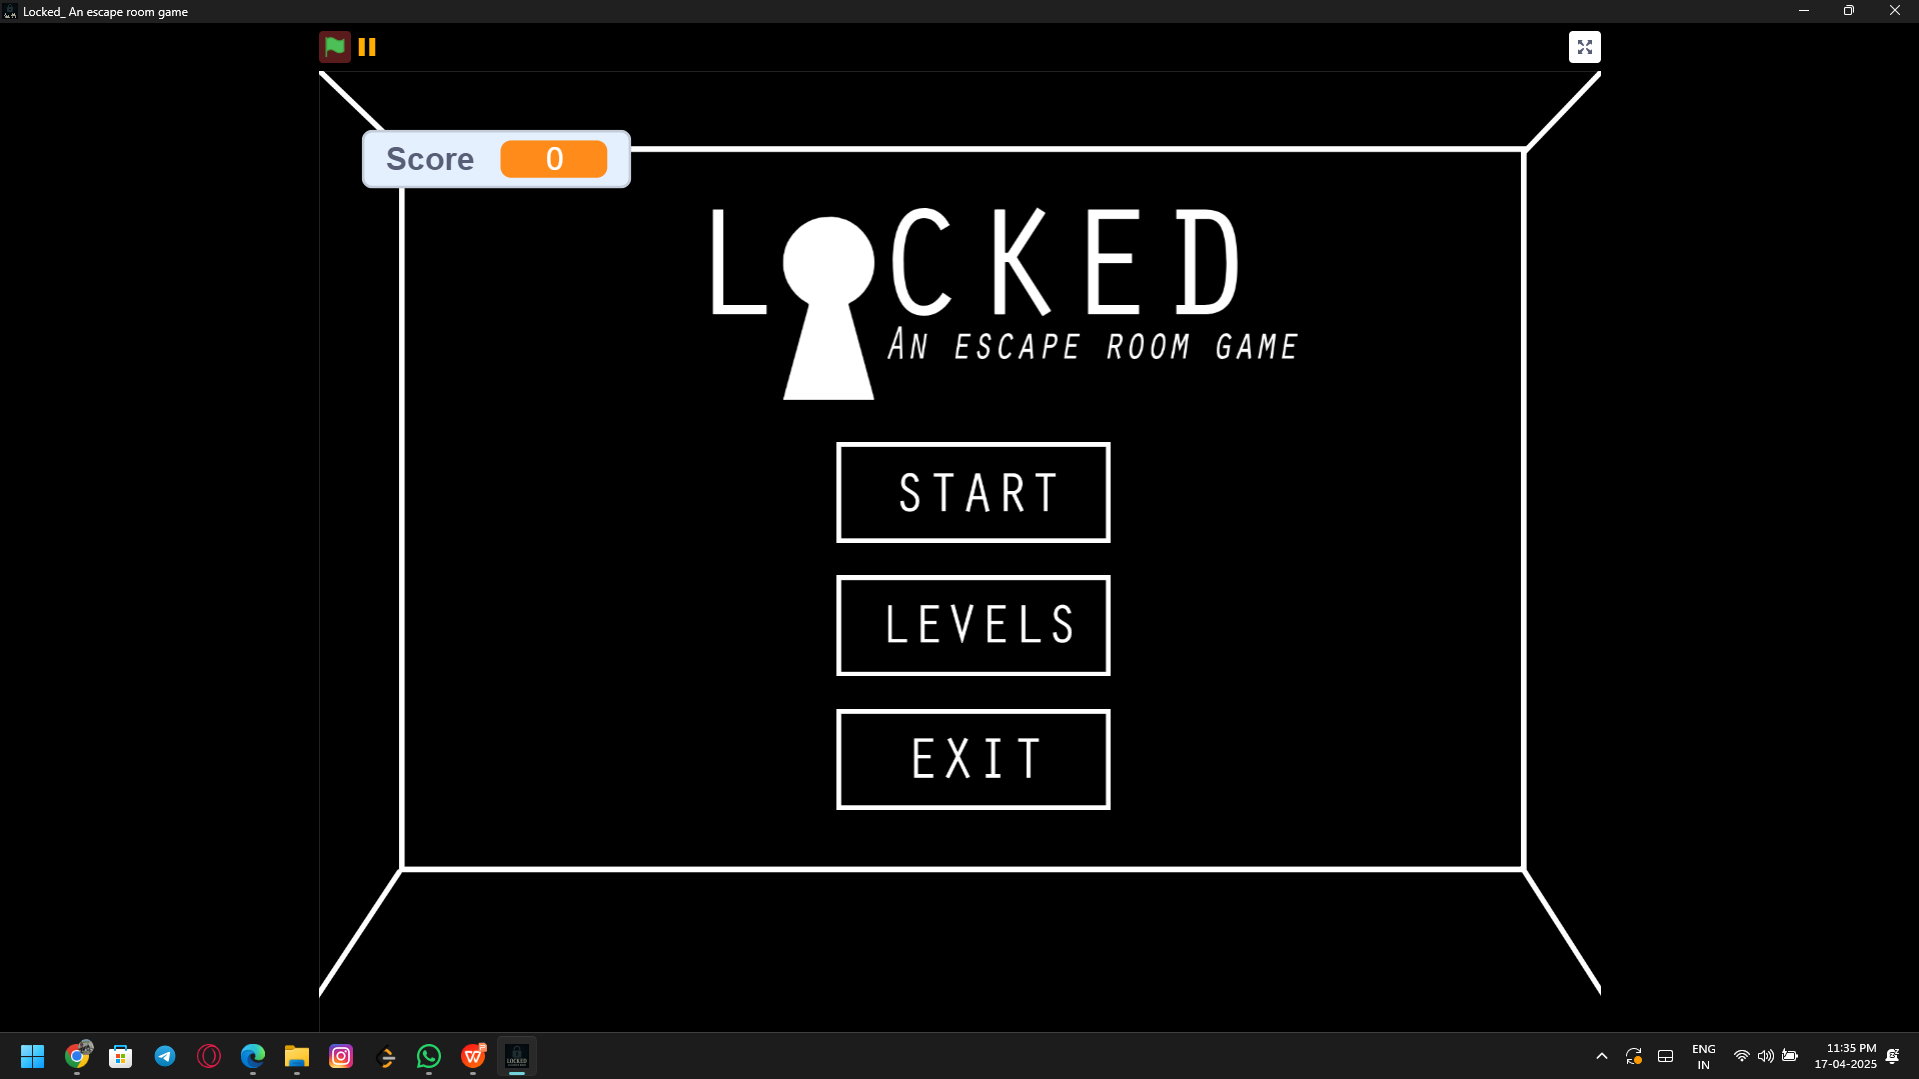 Locked_ An escape room game
Score 0
LOCKED
AN ESCAPE ROOM GAME
START
LEVELS
EXIT
ENG
IN
11:35 PM
17-04-2025